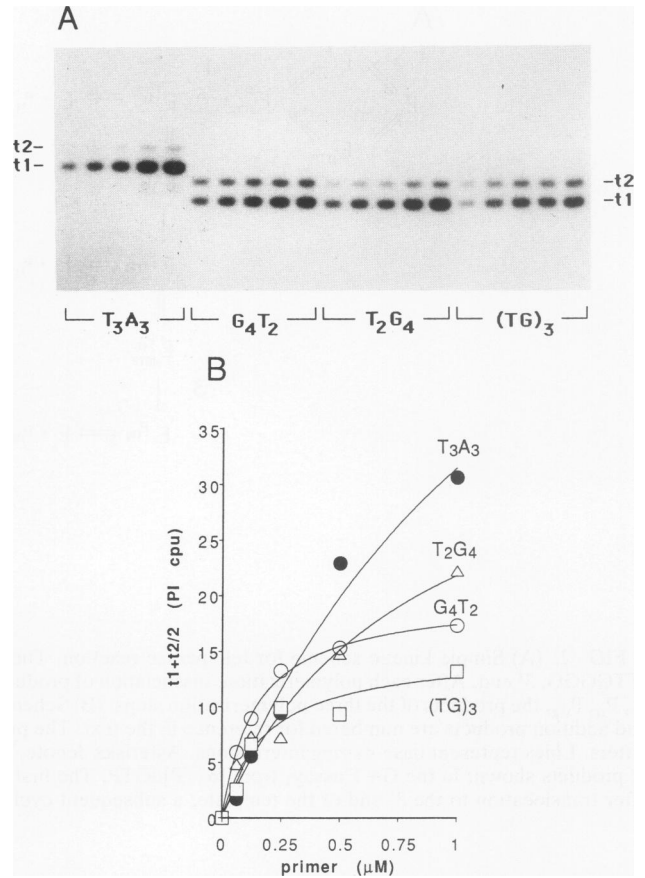 A
t2-
t1-
-t2
-t1
T3A3 G4T2 T2G4 (TG)3
B
35
30
25
20
15
10
5
0
t1+t2/2 (PI cpu)
T3A3
T2G4
G4T2
(TG)3
0 0.25 0.5 0.75 1
primer (μM)